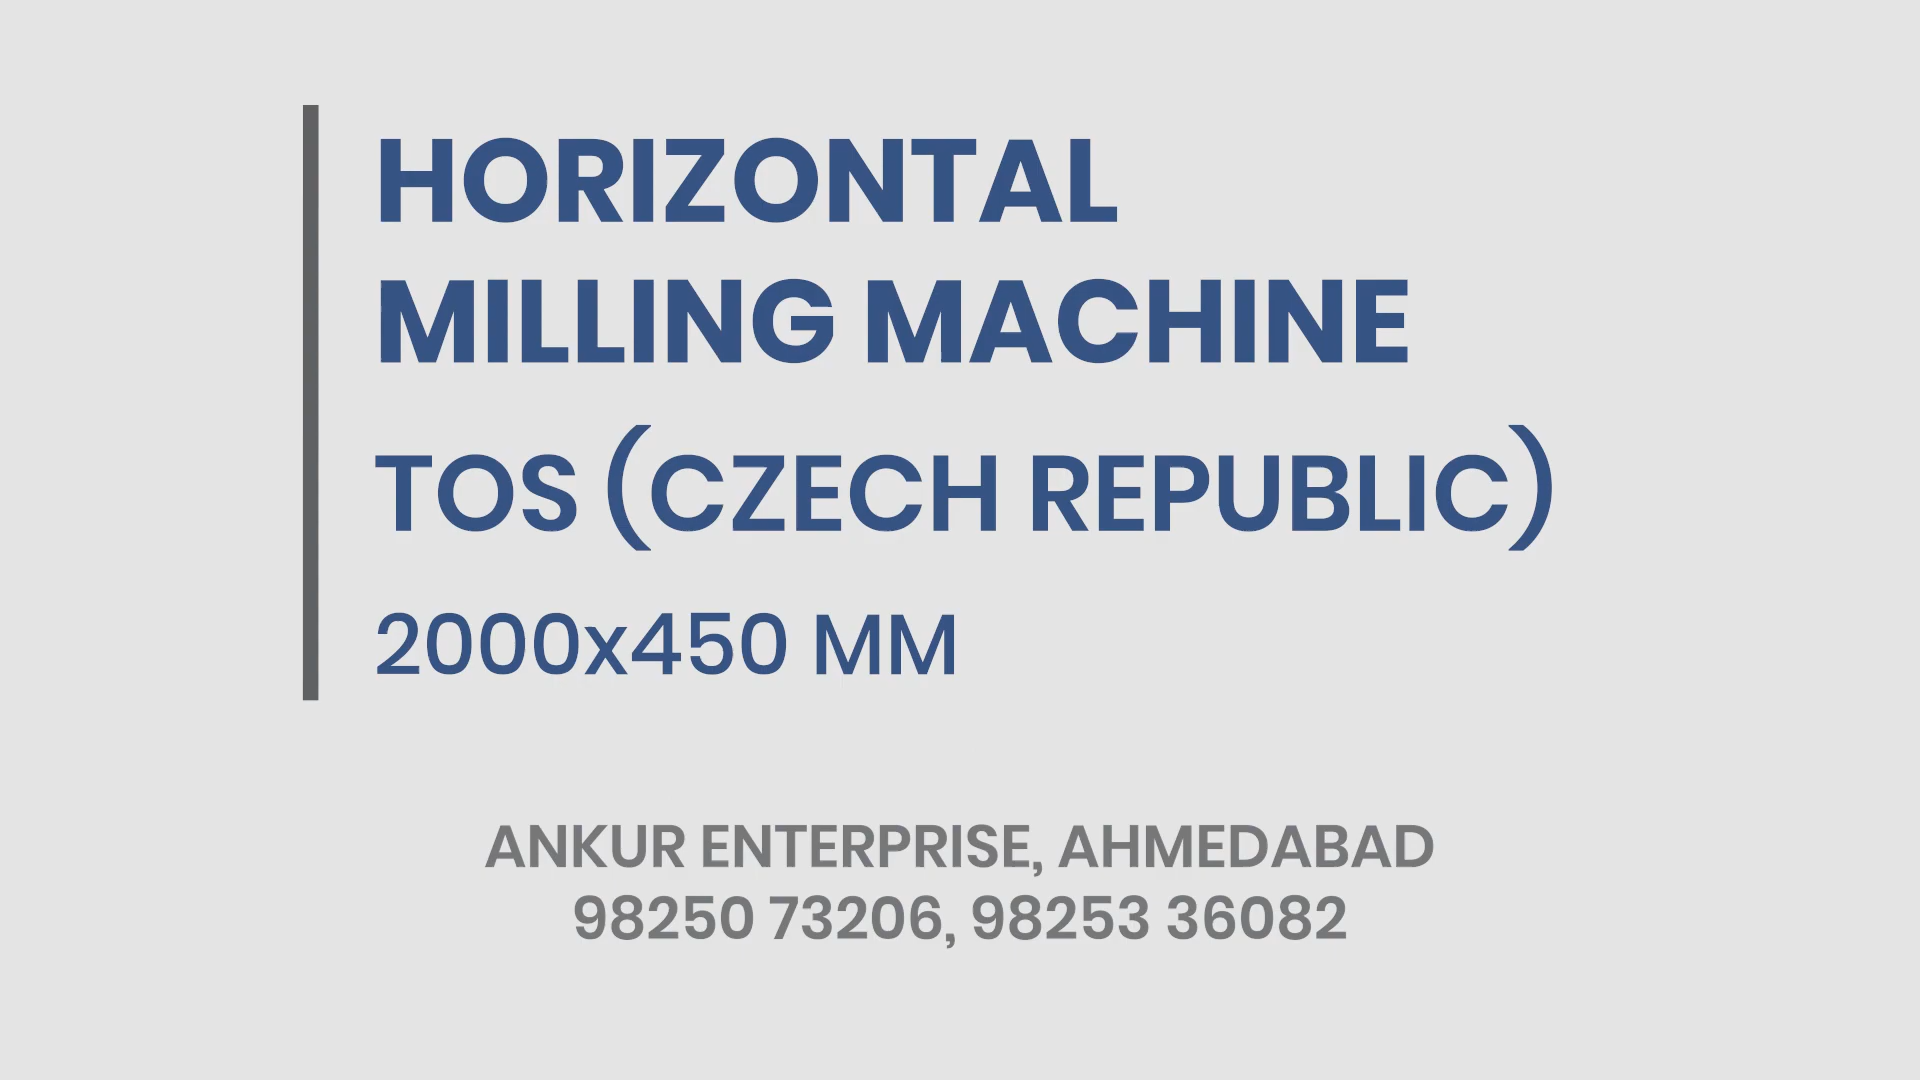 HORIZONTAL
MILLING MACHINE
TOS (CZECH REPUBLIC)
2000x450 MM
ANKUR ENTERPRISE, AHMEDABAD
98250 73206, 98253 36082